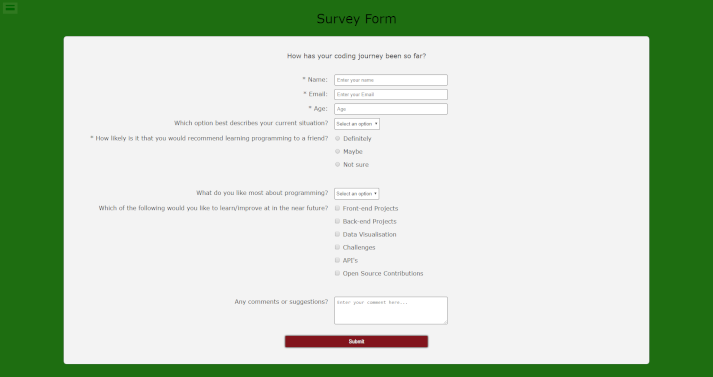 Survey Form
How has your coding journey been so far?
* Name: Enter your name
* Email: Enter your Email
* Age: Age
Which option best describes your current situation? Select an option
* How likely is it that you would recommend learning programming to a friend? Definitely
Maybe
Not sure
What do you like most about programming? Select an option
Which of the following would you like to learn/improve at in the near future? Front-end Projects
Back-end Projects
Data Visualisation
Challenges
API's
Open Source Contributions
Any comments or suggestions? Enter your comment here...
Submit